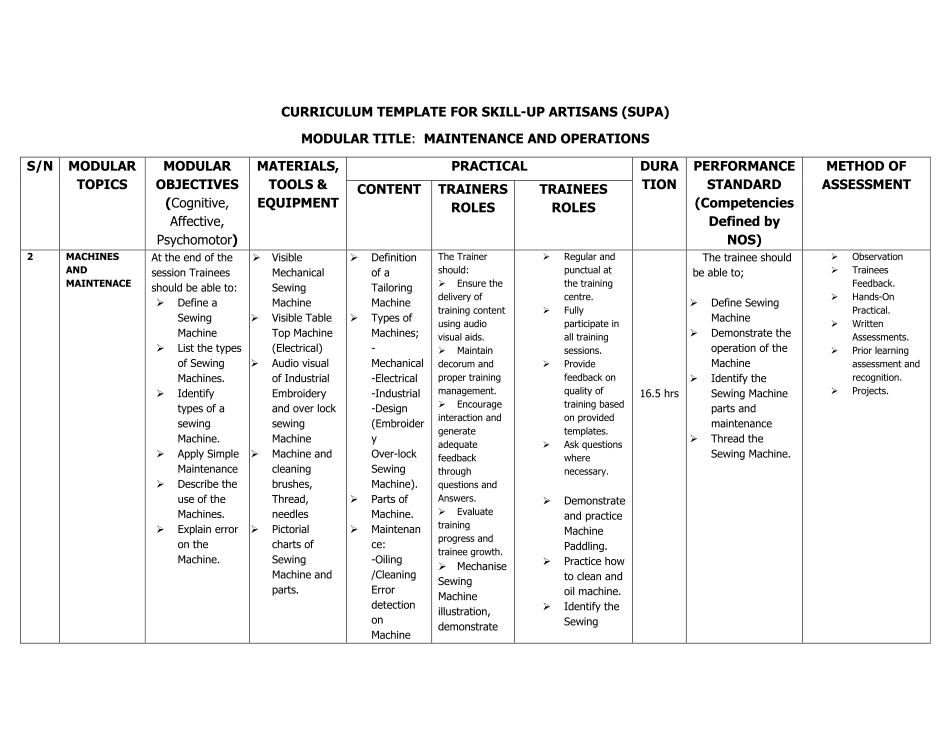 CURRICULUM TEMPLATE FOR SKILL-UP ARTISANS (SUPA)
MODULAR TITLE:  MAINTENANCE AND OPERATIONS
S/N
MODULAR
TOPICS
MODULAR
OBJECTIVES
(Cognitive,
Affective,
Psychomotor)
MATERIALS,
TOOLS &
EQUIPMENT
PRACTICAL
CONTENT
TRAINERS
ROLES
TRAINEES
ROLES
DURA
TION
PERFORMANCE
STANDARD
(Competencies
Defined by
NOS)
METHOD OF
ASSESSMENT
2
MACHINES
AND
MAINTENACE
At the end of the
session Trainees
should be able to:
➢ Define a
Sewing
Machine
➢ List the types
of Sewing
Machines.
➢ Identify
types of a
sewing
Machine.
➢ Apply Simple
Maintenance
➢ Describe the
use of the
Machines.
➢ Explain error
on the
Machine.
➢ Visible
Mechanical
Sewing
Machine
➢ Visible Table
Top Machine
(Electrical)
➢ Audio visual
of Industrial
Embroidery
and over lock
sewing
Machine
➢ Machine and
cleaning
brushes,
Thread,
needles
➢ Pictorial
charts of
Sewing
Machine and
parts.
➢ Definition
of a
Tailoring
Machine
➢ Types of
Machines;
-
Mechanical
-Electrical
-Industrial
-Design
(Embroider
y
Over-lock
Sewing
Machine).
➢ Parts of
Machine.
➢ Maintenan
ce:
-Oiling
/Cleaning
Error
detection
on
Machine
The Trainer
should:
➢ Ensure the
delivery of
training content
using audio
visual aids.
➢ Maintain
decorum and
proper training
management.
➢ Encourage
interaction and
generate
adequate
feedback
through
questions and
Answers.
➢ Evaluate
training
progress and
trainee growth.
➢ Mechanise
Sewing
Machine
illustration,
demonstrate
➢ Regular and
punctual at
the training
centre.
➢ Fully
participate in
all training
sessions.
➢ Provide
feedback on
quality of
training based
on provided
templates.
➢ Ask questions
where
necessary.
➢ Demonstrate
and practice
Machine
Paddling.
➢ Practice how
to clean and
oil machine.
➢ Identify the
Sewing
16.5 hrs
The trainee should
be able to;
➢ Define Sewing
Machine
➢ Demonstrate the
operation of the
Machine
➢ Identify the
Sewing Machine
parts and
maintenance
➢ Thread the
Sewing Machine.
➢ Observation
➢ Trainees
Feedback.
➢ Hands-On
Practical.
➢ Written
Assessments.
➢ Prior learning
assessment and
recognition.
➢ Projects.